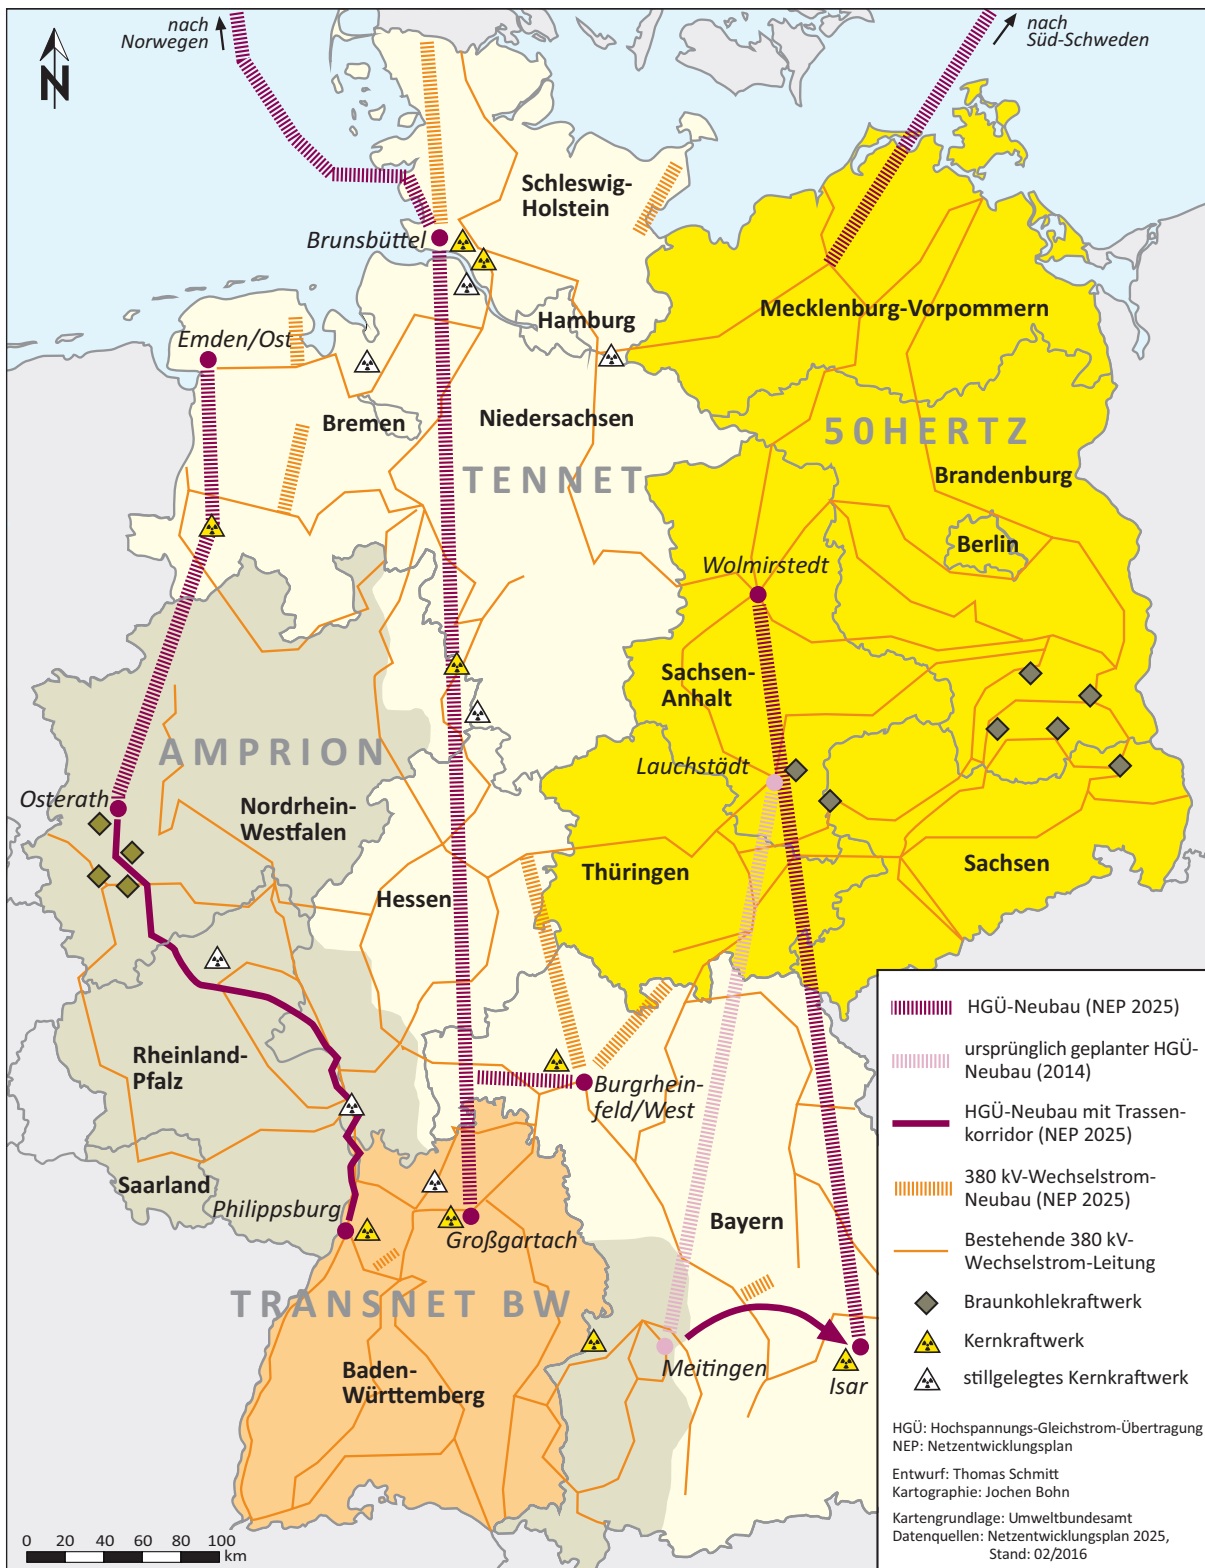 nach
Norwegen
nach
Süd-Schweden
N
Schleswig-
Holstein
Brunsbüttel
Mecklenburg-Vorpommern
Hamburg
Emden/Ost
Bremen
Niedersachsen
50HERTZ
TENNET
Brandenburg
Berlin
Wolmirstedt
Sachsen-
Anhalt
AMPRION
Lauchstädt
Osterath
Nordrhein-
Westfalen
Thüringen
Sachsen
Hessen
Rheinland-
Pfalz
Burgrhein-
feld/West
Saarland
Philippsburg
Großgartach
Bayern
TRANSNET BW
Baden-
Württemberg
Meitingen
Isar
HGÜ-Neubau (NEP 2025)
ursprünglich geplanter HGÜ-
Neubau (2014)
HGÜ-Neubau mit Trassen-
korridor (NEP 2025)
380 kV-Wechselstrom-
Neubau (NEP 2025)
Bestehende 380 kV-
Wechselstrom-Leitung
Braunkohlekraftwerk
Kernkraftwerk
stillgelegtes Kernkraftwerk
HGÜ: Hochspannungs-Gleichstrom-Übertragung
NEP: Netzentwicklungsplan
Entwurf: Thomas Schmitt
Kartographie: Jochen Bohn
Kartengrundlage: Umweltbundesamt
Datenquellen: Netzentwicklungsplan 2025,
Stand: 02/2016
0 20 40 60 80 100
km